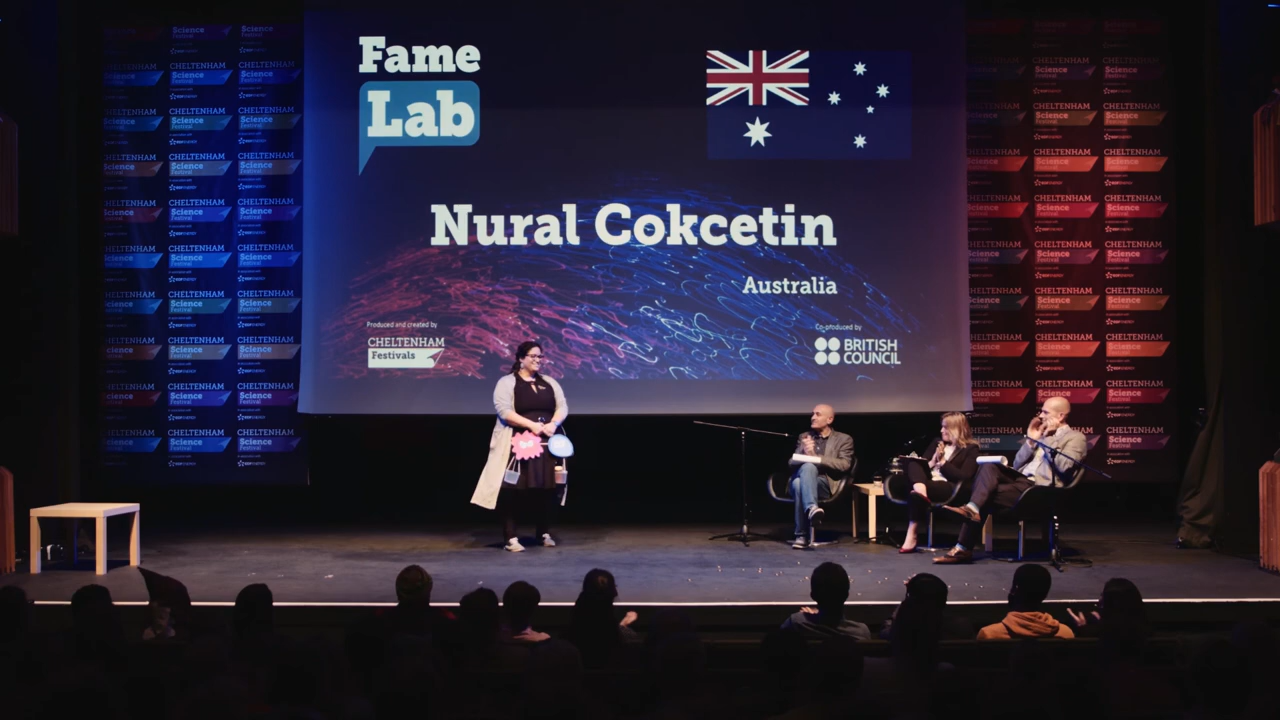 Fame
Lab
Nural Cokcetin
Australia
Produced and created by
CHELTENHAM
Festivals
Co-produced by
BRITISH
COUNCIL
CHELTENHAM
Science
Festival